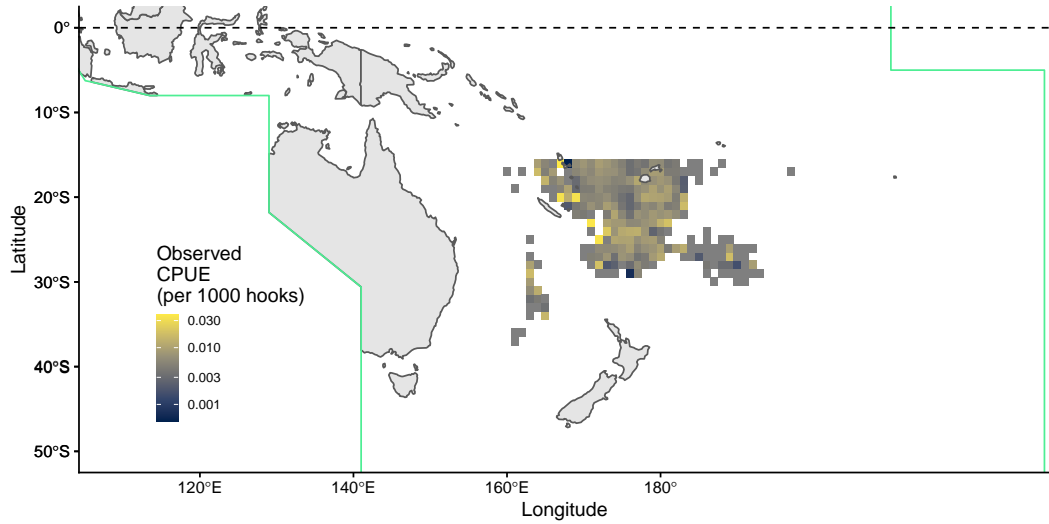 0°
10°S
20°S
30°S
40°S
50°S
Latitude
Observed
CPUE
(per 1000 hooks)
0.030
0.010
0.003
0.001
120°E
140°E
160°E
180°
Longitude